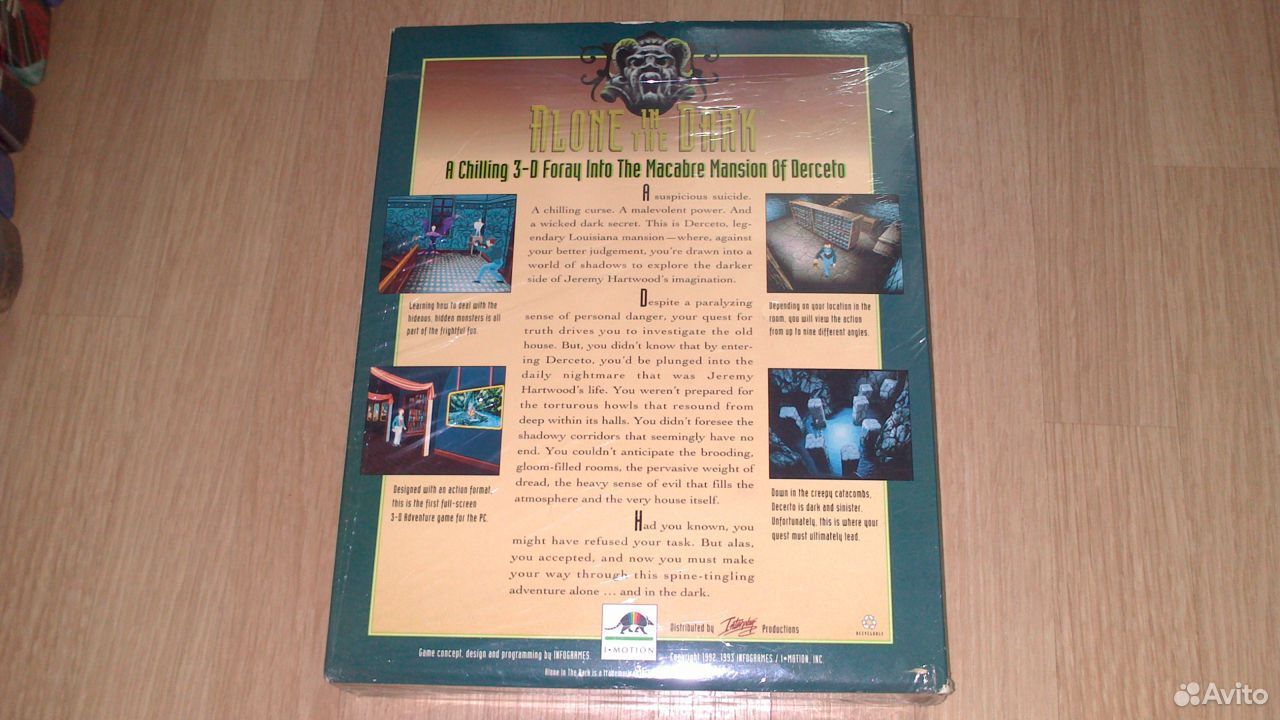 ALONE IN THE DARK
A Chilling 3-D Foray Into The Macabre Mansion Of Derceto
A suspicious suicide.
A chilling curse. A malevolent power. And
a wicked dark secret. This is Derceto, leg-
endary Louisiana mansion—where, against
your better judgement, you're drawn into a
world of shadows to explore the darker
side of Jeremy Hartwood's imagination.
Despite a paralyzing
sense of personal danger, your quest for
truth drives you to investigate the old
house. But, you didn't know that by enter-
ing Derceto, you'd be plunged into the
daily nightmare that was Jeremy
Hartwood's life. You weren't prepared for
the torturous howls that resound from
deep within its halls. You didn't foresee the
shadowy corridors that seemingly have no
end. You couldn't anticipate the brooding,
gloom-filled rooms, the pervasive weight of
dread, the heavy sense of evil that fills the
atmosphere and the very house itself.
Had you known, you
might have refused your task. But alas,
you accepted, and now you must make
your way through this spine-tingling
adventure alone ... and in the dark.
Learning how to deal with the
hideous, hidden monsters is all
part of the frightful fun.
Designed with an action format,
this is the first full-screen
3-D Adventure game for the PC.
Depending on your location in the
room, you will view the action
from up to nine different angles.
Down in the creepy catacombs,
Decerto is dark and sinister.
Unfortunately, this is where your
quest must ultimately lead.
I•MOTION
Distributed by Interplay Productions
RECYCLABLE
Game concept, design and programming by INFOGRAMES.
Copyright 1992, 1993 INFOGRAMES / I•MOTION, INC.
Alone In The Dark is a trademark
Avito